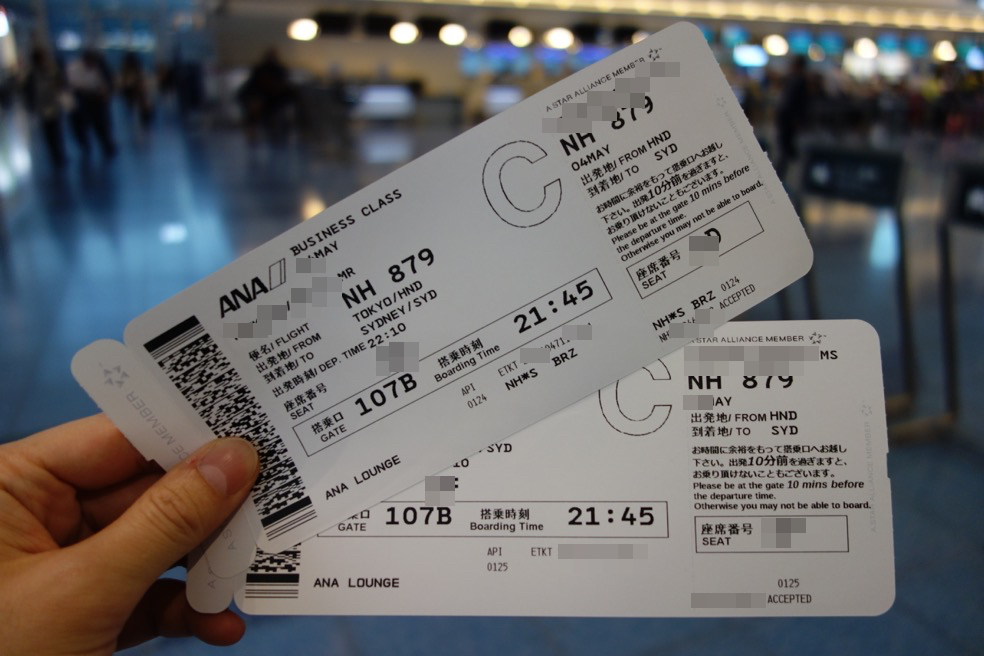 ANA
BUSINESS CLASS
MAY
MR
便名/FLIGHT NH 879
出発地/FROM TOKYO/HND
到着地/TO SYDNEY/SYD
出発時刻/DEP. TIME 22:10
座席番号
SEAT
搭乗口
GATE
107B
搭乗時刻
Boarding Time
21:45
API
0124
ETKT
NH*S BRZ
ANA LOUNGE
C
A STAR ALLIANCE MEMBER
NH 879
04MAY
出発地/FROM HND
到着地/TO SYD
お時間に余裕をもって搭乗口へお越し
下さい。出発10分前を過ぎますと、
お乗り頂けないこともございます。
Please be at the gate 10 mins before
the departure time.
Otherwise you may not be able to board.
座席番号
SEAT
NH*S BRZ 0124
ACCEPTED
SYD
GATE
107B
搭乗時刻
Boarding Time
21:45
API
0125
ETKT
ANA LOUNGE
C
STAR ALLIANCE MEMBER
MS
NH 879
MAY
出発地/FROM HND
到着地/TO SYD
お時間に余裕をもって搭乗口へお越し
下さい。出発10分前を過ぎますと、
お乗り頂けないこともございます。
Please be at the gate 10 mins before
the departure time.
Otherwise you may not be able to board.
座席番号
SEAT
0125
ACCEPTED